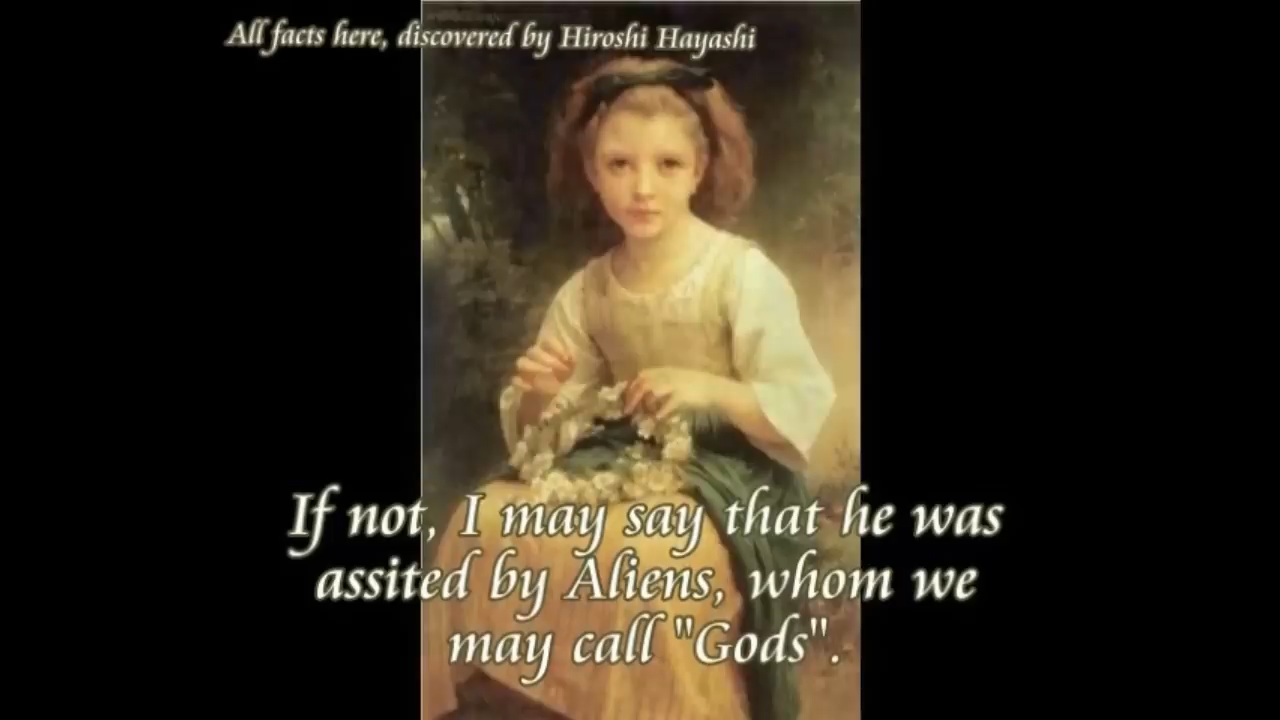 All facts here, discovered by Hiroshi Hayashi
If not, I may say that he was
assited by Aliens, whom we
may call "Gods".